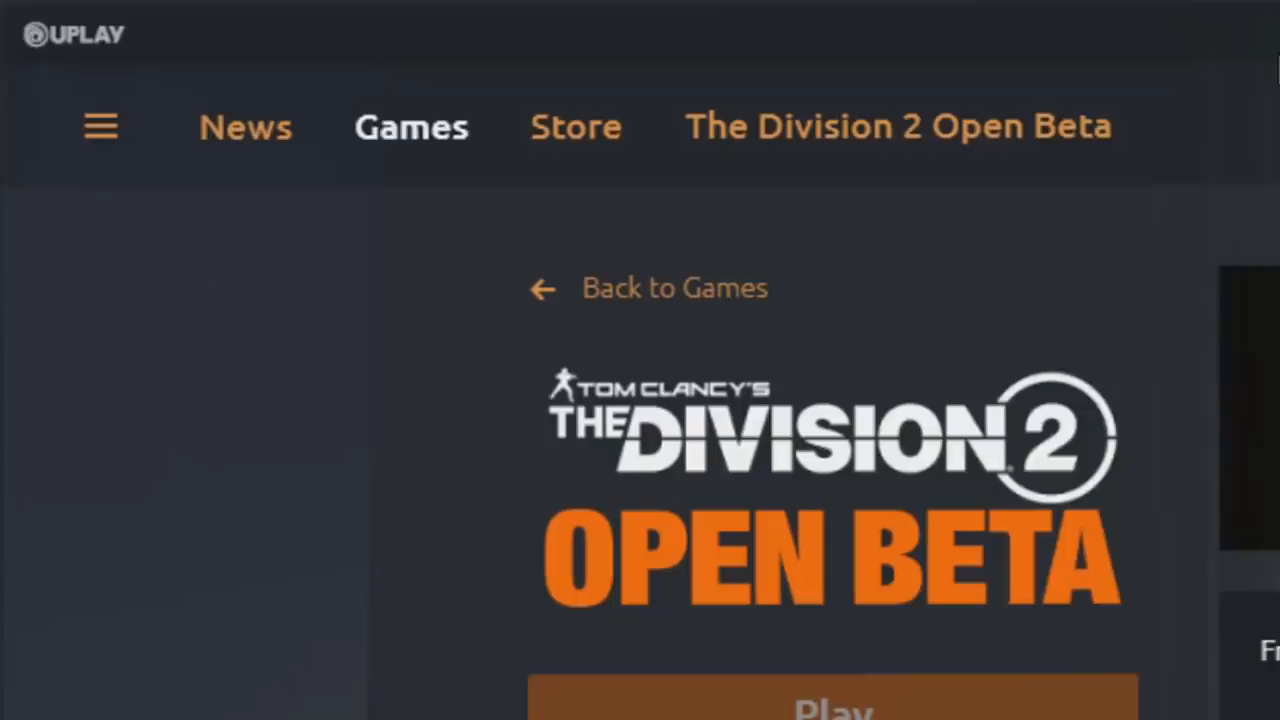 UPLAY
News Games Store The Division 2 Open Beta
Back to Games
TOM CLANCY'S
THE DIVISION 2
OPEN BETA
Play